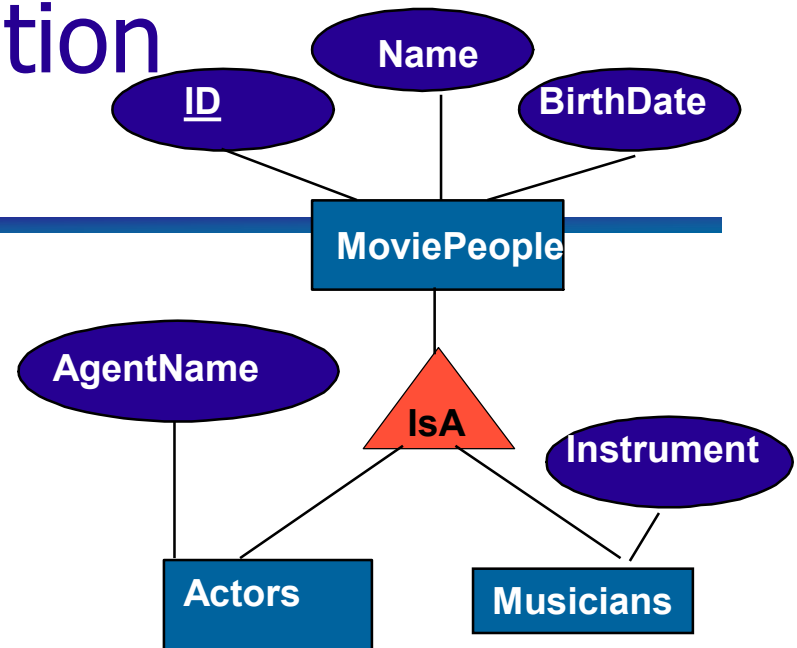 tion
Name
ID
BirthDate
MoviePeople
AgentName
IsA
Instrument
Actors
Musicians